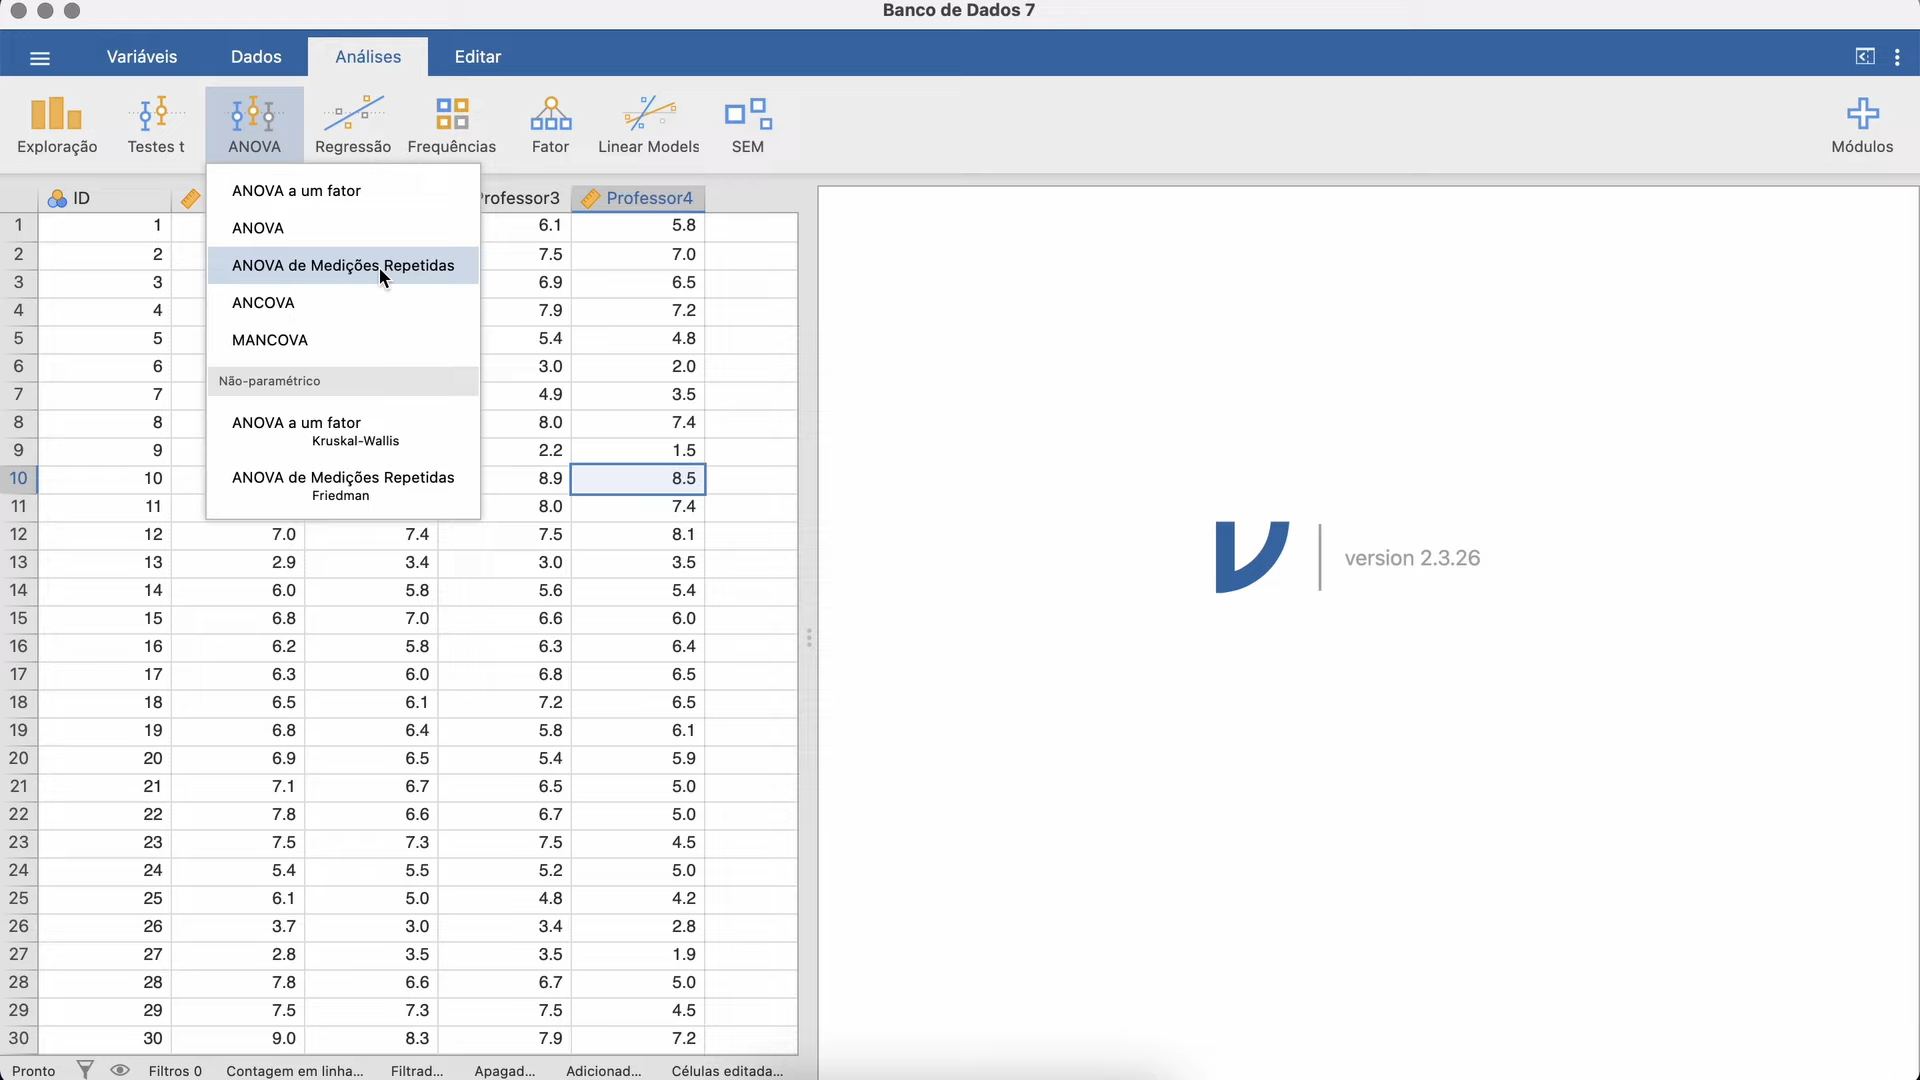 Banco de Dados 7
Variáveis Dados Análises Editar
Exploração Testes t ANOVA Regressão Frequências Fator Linear Models SEM Módulos
ANOVA a um fator
ANOVA
ANOVA de Medições Repetidas
ANCOVA
MANCOVA
Não-paramétrico
ANOVA a um fator
Kruskal-Wallis
ANOVA de Medições Repetidas
Friedman
ID rofessor3 Professor4
1 1 6.1 5.8
2 2 7.5 7.0
3 3 6.9 6.5
4 4 7.9 7.2
5 5 5.4 4.8
6 6 3.0 2.0
7 7 4.9 3.5
8 8 8.0 7.4
9 9 2.2 1.5
10 10 8.9 8.5
11 11 8.0 7.4
12 12 7.0 7.4 7.5 8.1
13 13 2.9 3.4 3.0 3.5
14 14 6.0 5.8 5.6 5.4
15 15 6.8 7.0 6.6 6.0
16 16 6.2 5.8 6.3 6.4
17 17 6.3 6.0 6.8 6.5
18 18 6.5 6.1 7.2 6.5
19 19 6.8 6.4 5.8 6.1
20 20 6.9 6.5 5.4 5.9
21 21 7.1 6.7 6.5 5.0
22 22 7.8 6.6 6.7 5.0
23 23 7.5 7.3 7.5 4.5
24 24 5.4 5.5 5.2 5.0
25 25 6.1 5.0 4.8 4.2
26 26 3.7 3.0 3.4 2.8
27 27 2.8 3.5 3.5 1.9
28 28 7.8 6.6 6.7 5.0
29 29 7.5 7.3 7.5 4.5
30 30 9.0 8.3 7.9 7.2
version 2.3.26
Pronto Filtros 0 Contagem em linha... Filtrad... Apagad... Adicionad... Células editada...